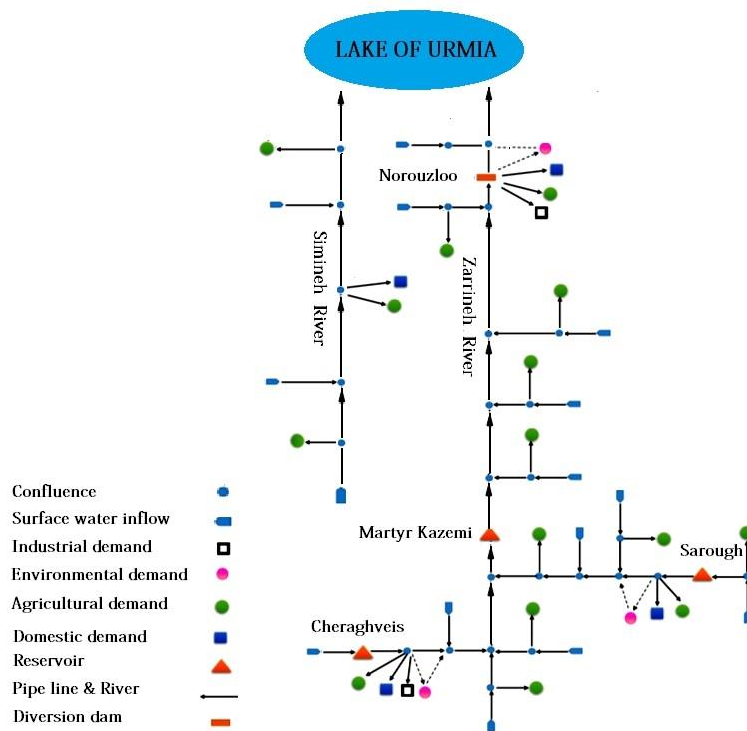 LAKE OF URMIA
Norouzloo
Simineh River
Zarrineh River
Martyr Kazemi
Sarough
Cheraghveis
Confluence
Surface water inflow
Industrial demand
Environmental demand
Agricultural demand
Domestic demand
Reservoir
Pipe line & River
Diversion dam